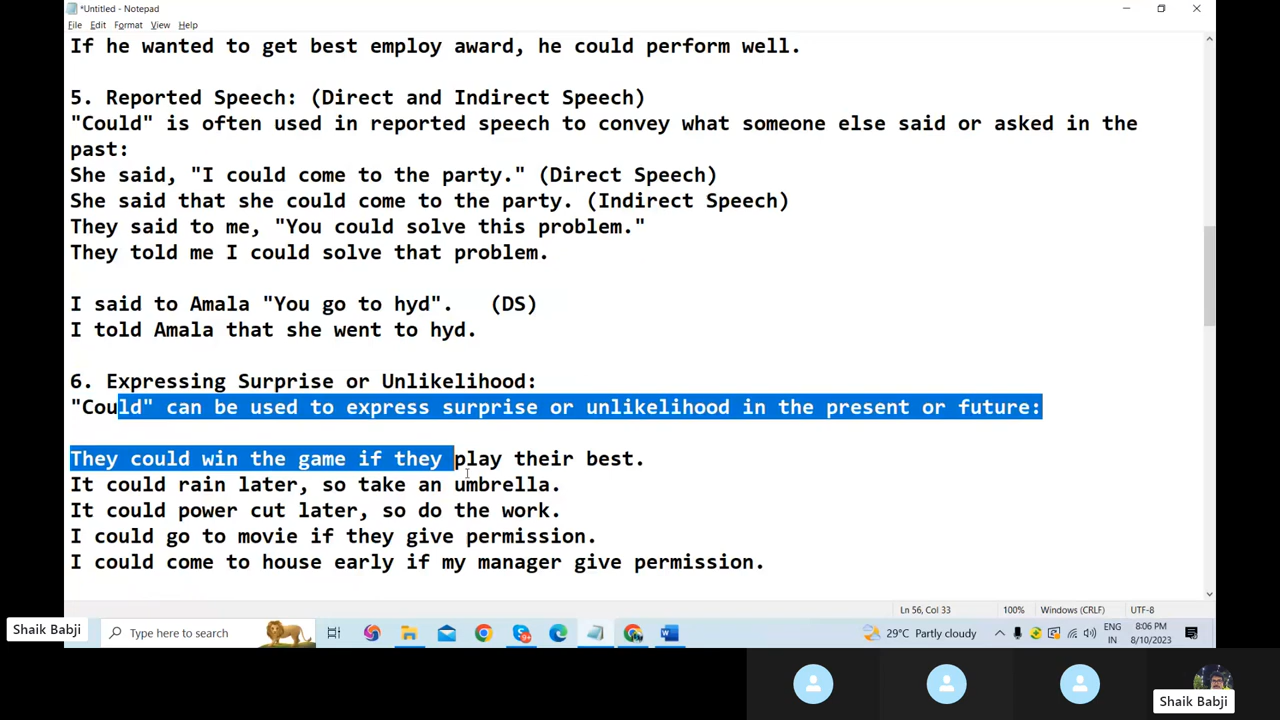 *Untitled - Notepad
File Edit Format View Help
If he wanted to get best employ award, he could perform well.
5. Reported Speech: (Direct and Indirect Speech)
"Could" is often used in reported speech to convey what someone else said or asked in the
past:
She said, "I could come to the party." (Direct Speech)
She said that she could come to the party. (Indirect Speech)
They said to me, "You could solve this problem."
They told me I could solve that problem.
I said to Amala "You go to hyd". (DS)
I told Amala that she went to hyd.
6. Expressing Surprise or Unlikelihood:
"Could" can be used to express surprise or unlikelihood in the present or future:
They could win the game if they play their best.
It could rain later, so take an umbrella.
It could power cut later, so do the work.
I could go to movie if they give permission.
I could come to house early if my manager give permission.
Ln 56, Col 33 100% Windows (CRLF) UTF-8
Shaik Babji
Type here to search
29°C Partly cloudy
ENG
IN
8:06 PM
8/10/2023
Shaik Babji